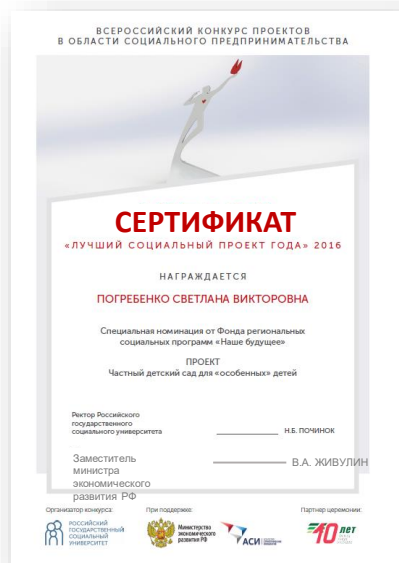 ВСЕРОССИЙСКИЙ КОНКУРС ПРОЕКТОВ
В ОБЛАСТИ СОЦИАЛЬНОГО ПРЕДПРИНИМАТЕЛЬСТВА
СЕРТИФИКАТ
«ЛУЧШИЙ СОЦИАЛЬНЫЙ ПРОЕКТ ГОДА» 2016
НАГРАЖДАЕТСЯ
ПОГРЕБЕНКО СВЕТЛАНА ВИКТОРОВНА
Специальная номинация от Фонда региональных
социальных программ «Наше будущее»
ПРОЕКТ
Частный детский сад для «особенных» детей
Ректор Российского
государственного
социального университета
Н.Б. ПОЧИНОК
Заместитель
министра
экономического
развития РФ
В.А. ЖИВУЛИН
Организатор конкурса:
При поддержке:
Партнер церемонии:
РОССИЙСКИЙ
ГОСУДАРСТВЕННЫЙ
СОЦИАЛЬНЫЙ
УНИВЕРСИТЕТ
Министерство
экономического
развития РФ
АСИ
10 лет